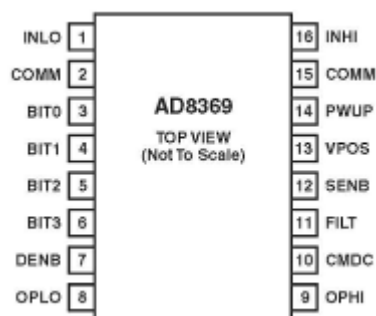 INLO 1
COMM 2
BIT0 3
BIT1 4
BIT2 5
BIT3 6
DENB 7
OPLO 8
AD8369
TOP VIEW
(Not To Scale)
16 INHI
15 COMM
14 PWUP
13 VPOS
12 SENB
11 FILT
10 CMDC
9 OPHI